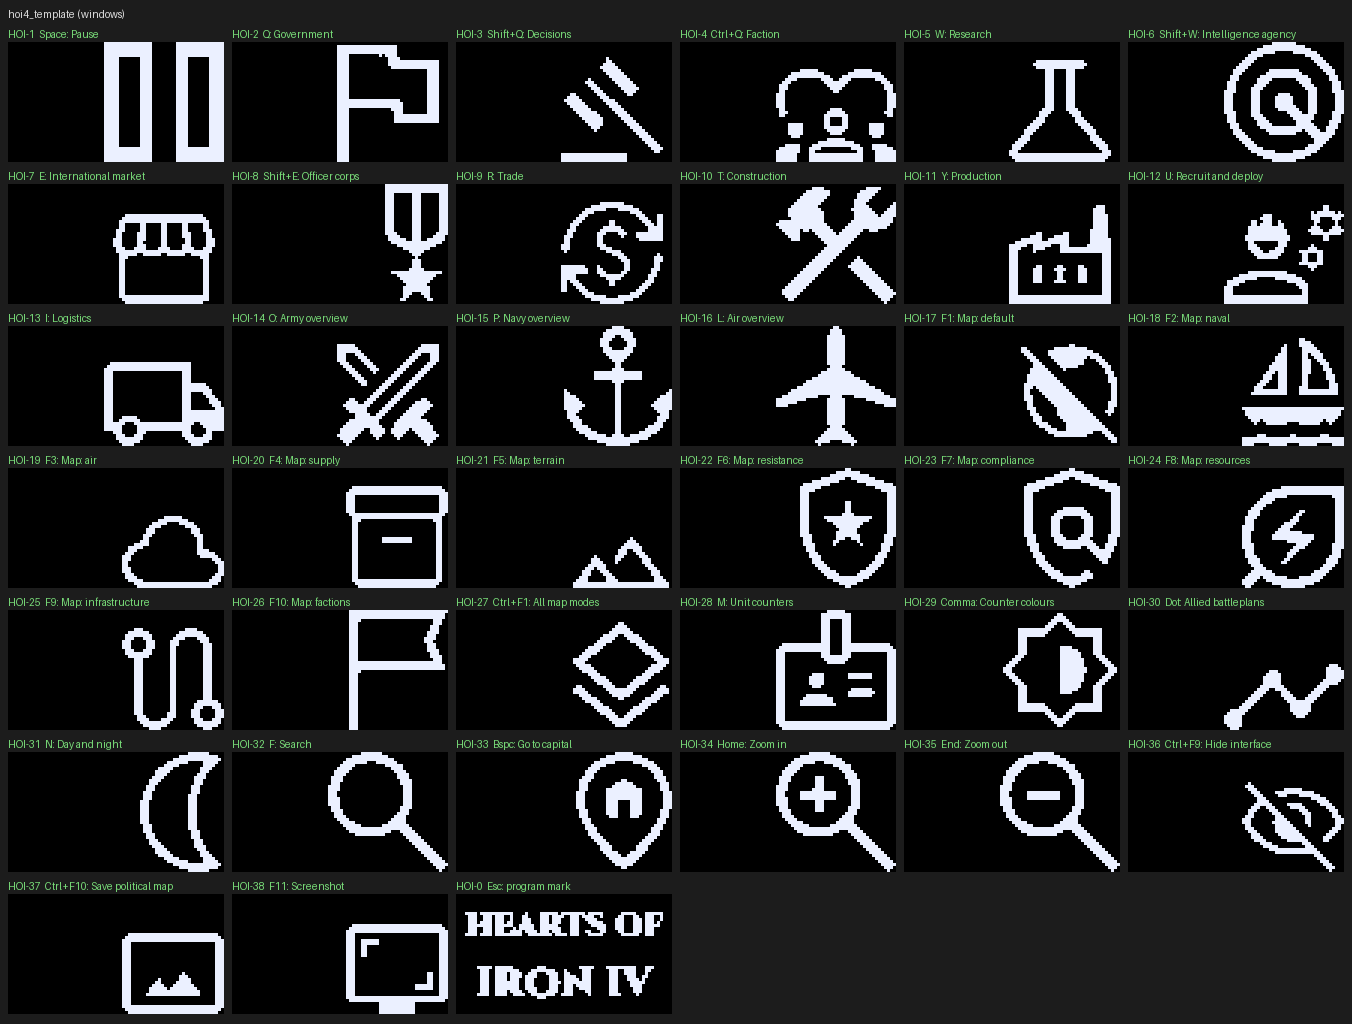 hoi4_template (windows)
HOI-1 Space: Pause
HOI-2 Q: Government
HOI-3 Shift+Q: Decisions
HOI-4 Ctrl+Q: Faction
HOI-5 W: Research
HOI-6 Shift+W: Intelligence agency
HOI-7 E: International market
HOI-8 Shift+E: Officer corps
HOI-9 R: Trade
HOI-10 T: Construction
HOI-11 Y: Production
HOI-12 U: Recruit and deploy
HOI-13 I: Logistics
HOI-14 O: Army overview
HOI-15 P: Navy overview
HOI-16 L: Air overview
HOI-17 F1: Map: default
HOI-18 F2: Map: naval
HOI-19 F3: Map: air
HOI-20 F4: Map: supply
HOI-21 F5: Map: terrain
HOI-22 F6: Map: resistance
HOI-23 F7: Map: compliance
HOI-24 F8: Map: resources
HOI-25 F9: Map: infrastructure
HOI-26 F10: Map: factions
HOI-27 Ctrl+F1: All map modes
HOI-28 M: Unit counters
HOI-29 Comma: Counter colours
HOI-30 Dot: Allied battleplans
HOI-31 N: Day and night
HOI-32 F: Search
HOI-33 Bspc: Go to capital
HOI-34 Home: Zoom in
HOI-35 End: Zoom out
HOI-36 Ctrl+F9: Hide interface
HOI-37 Ctrl+F10: Save political map
HOI-38 F11: Screenshot
HOI-0 Esc: program mark
HEARTS OF
IRON IV